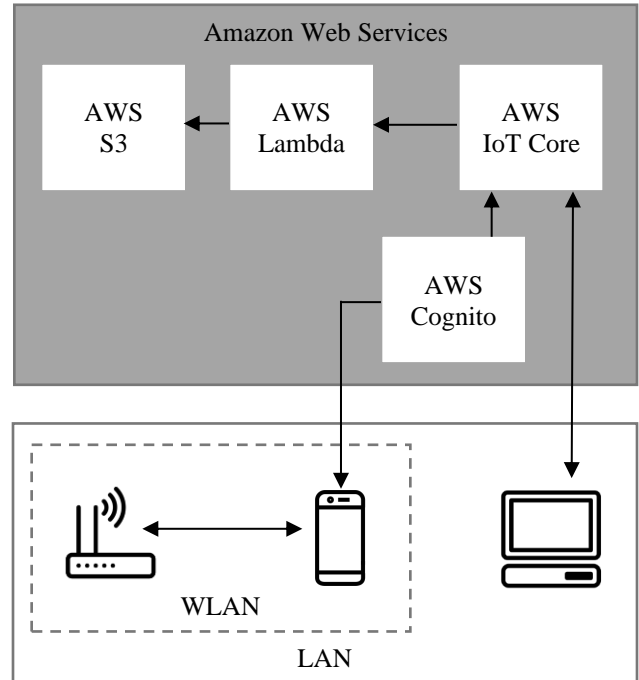 Amazon Web Services
AWS
S3
AWS
Lambda
AWS
IoT Core
AWS
Cognito
WLAN
LAN